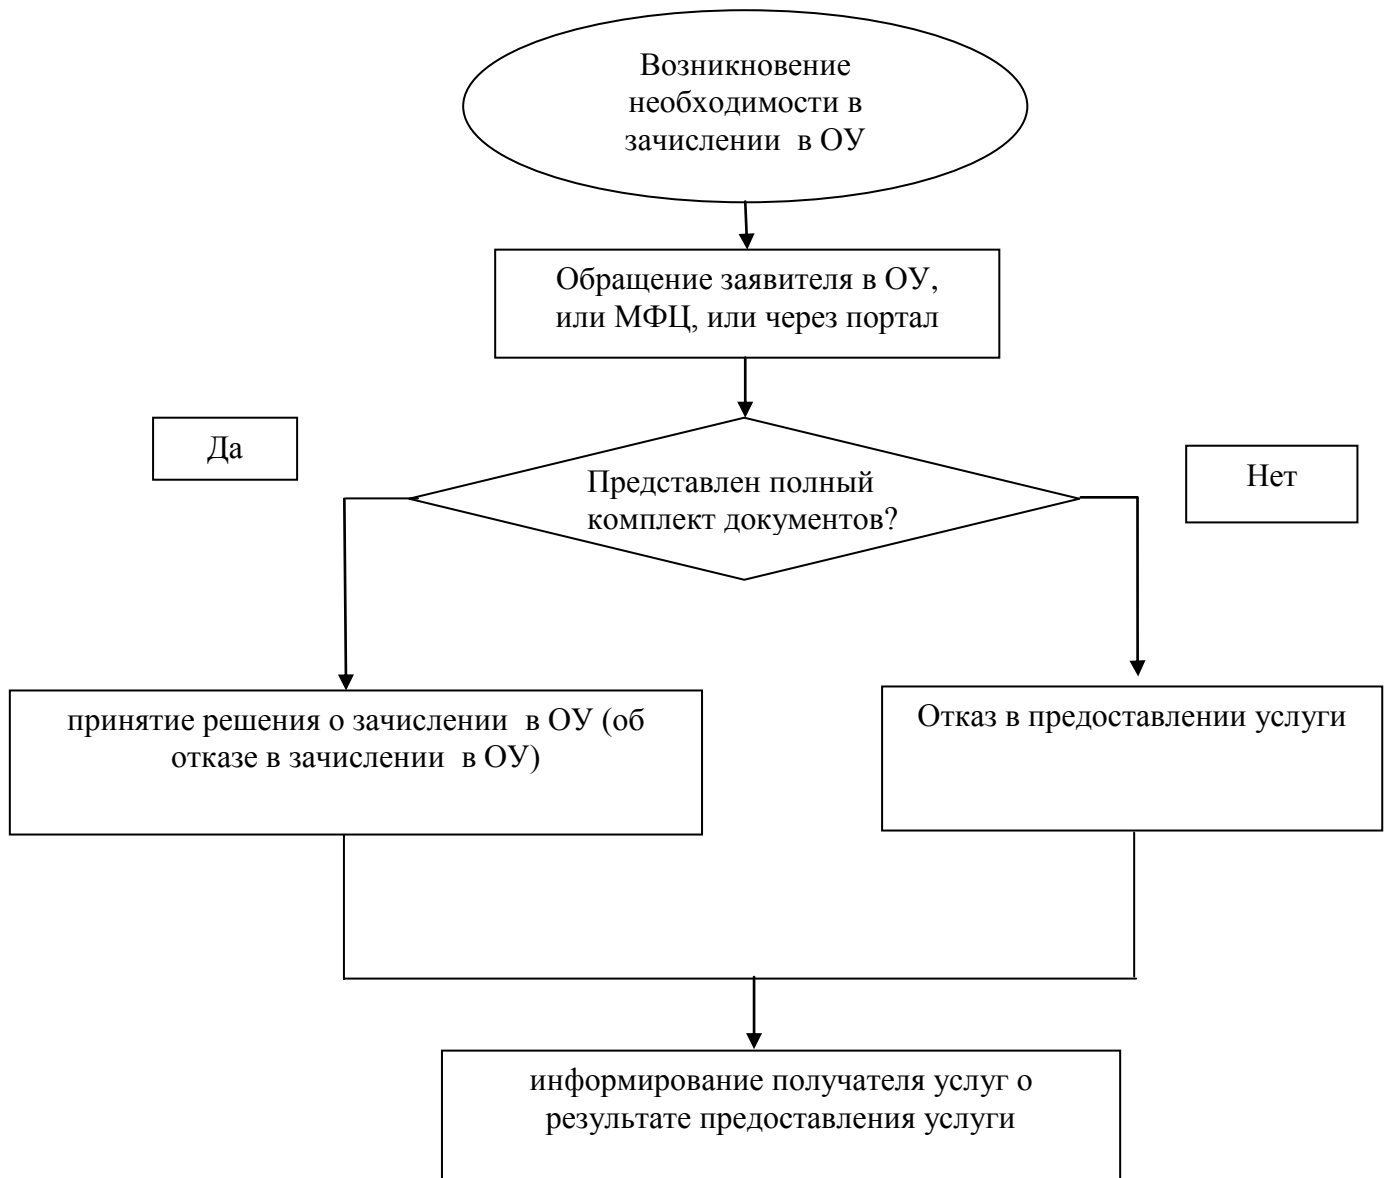 Возникновение
необходимости в
зачислении  в ОУ
Обращение заявителя в ОУ,
или МФЦ, или через портал
Да
Нет
Представлен полный
комплект документов?
принятие решения о зачислении  в ОУ (об
отказе в зачислении  в ОУ)
Отказ в предоставлении услуги
информирование получателя услуг о
результате предоставления услуги